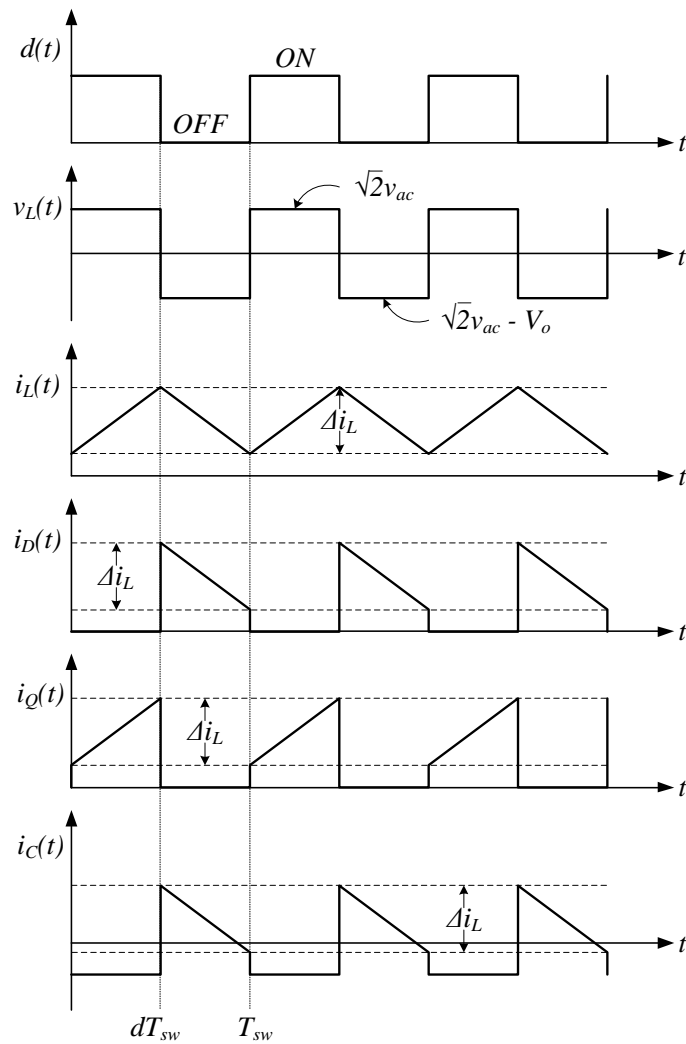 d(t)
ON
OFF
t
v_L(t)
√2v_ac
t
√2v_ac - V_o
i_L(t)
Δi_L
t
i_D(t)
Δi_L
t
i_Q(t)
Δi_L
t
i_C(t)
Δi_L
t
dT_sw
T_sw